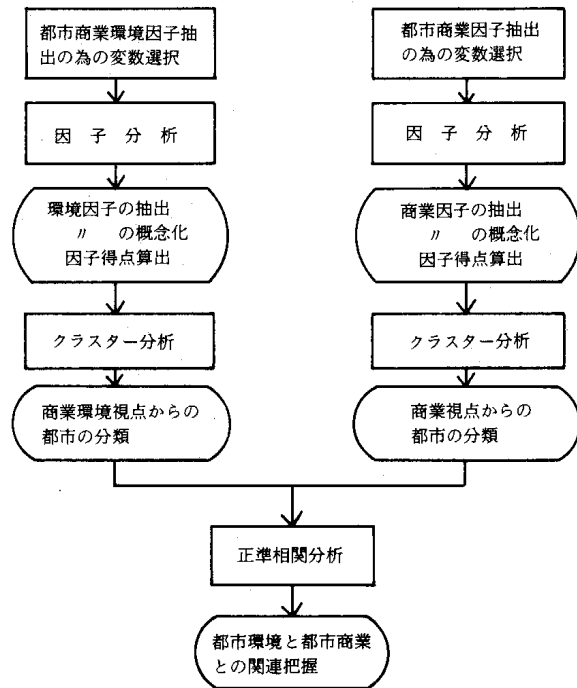 都市商業環境因子抽
出の為の変数選択
因子分析
環境因子の抽出
〃 の概念化
因子得点算出
クラスター分析
商業環境視点からの
都市の分類
都市商業因子抽出
の為の変数選択
因子分析
商業因子の抽出
〃 の概念化
因子得点算出
クラスター分析
商業視点からの
都市の分類
正準相関分析
都市環境と都市商業
との関連把握